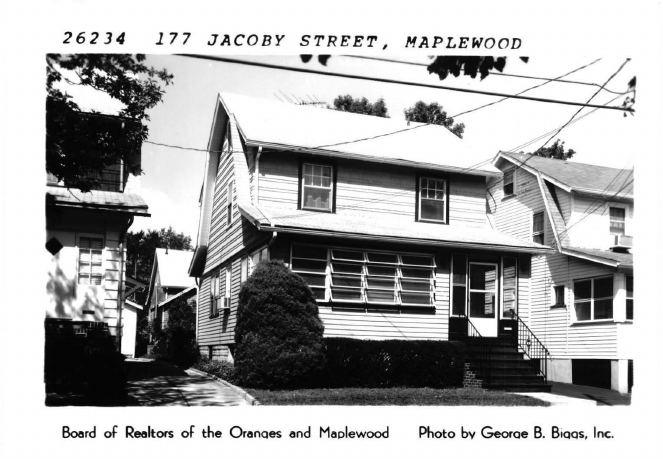 26234 177 JACOBY STREET, MAPLEWOOD
Board of Realtors of the Oranges and Maplewood Photo by George B. Biggs, Inc.